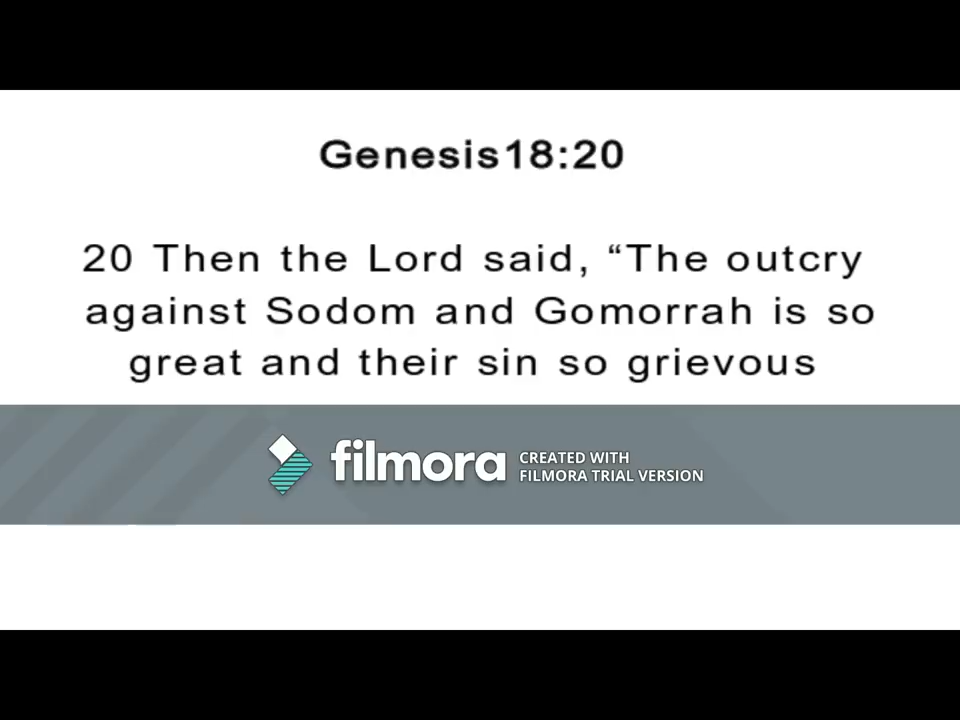 Genesis18:20
20 Then the Lord said, “The outcry
against Sodom and Gomorrah is so
great and their sin so grievous
filmora
CREATED WITH
FILMORA TRIAL VERSION